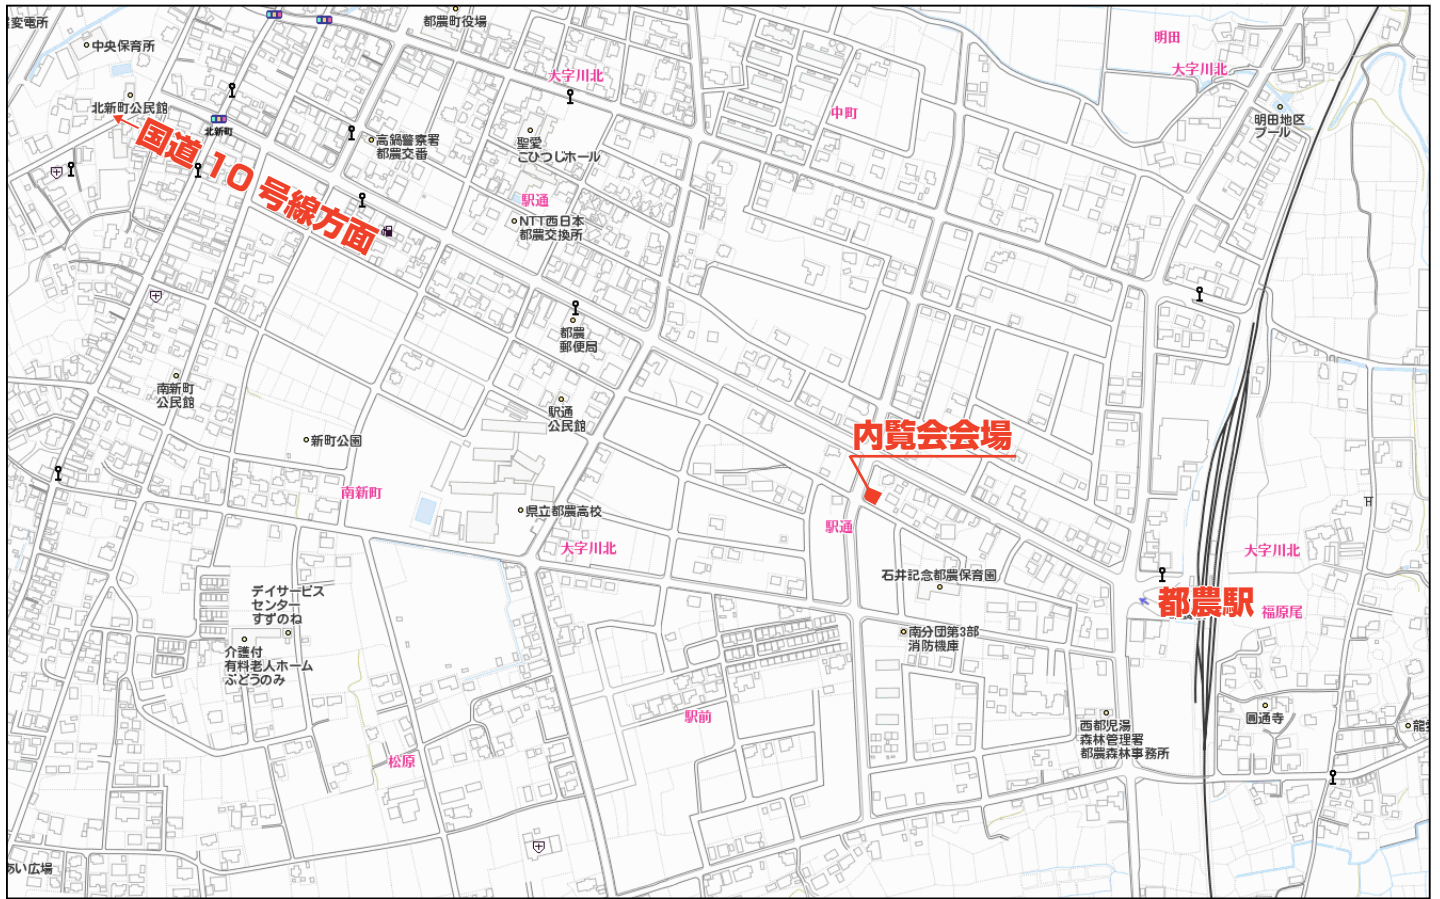 変電所
中央保育所
都農町役場
明田
大字川北
大字川北
中町
北新町公民館
北新町
国道10号線方面
高鍋警察署
都農交番
聖愛
こひつじホール
明田地区
プール
駅通
NTT西日本
都農交換所
都農
郵便局
南新町
公民館
駅通
公民館
新町公園
内覧会会場
南新町
県立都農高校
駅通
大字川北
大字川北
石井記念都農保育園
都農駅
福原尾
デイサービス
センター
すずのね
介護付
有料老人ホーム
ぶどうのみ
南分団第3部
消防機庫
駅前
圓通寺
西都児湯
森林管理署
都農森林事務所
松原
あい広場